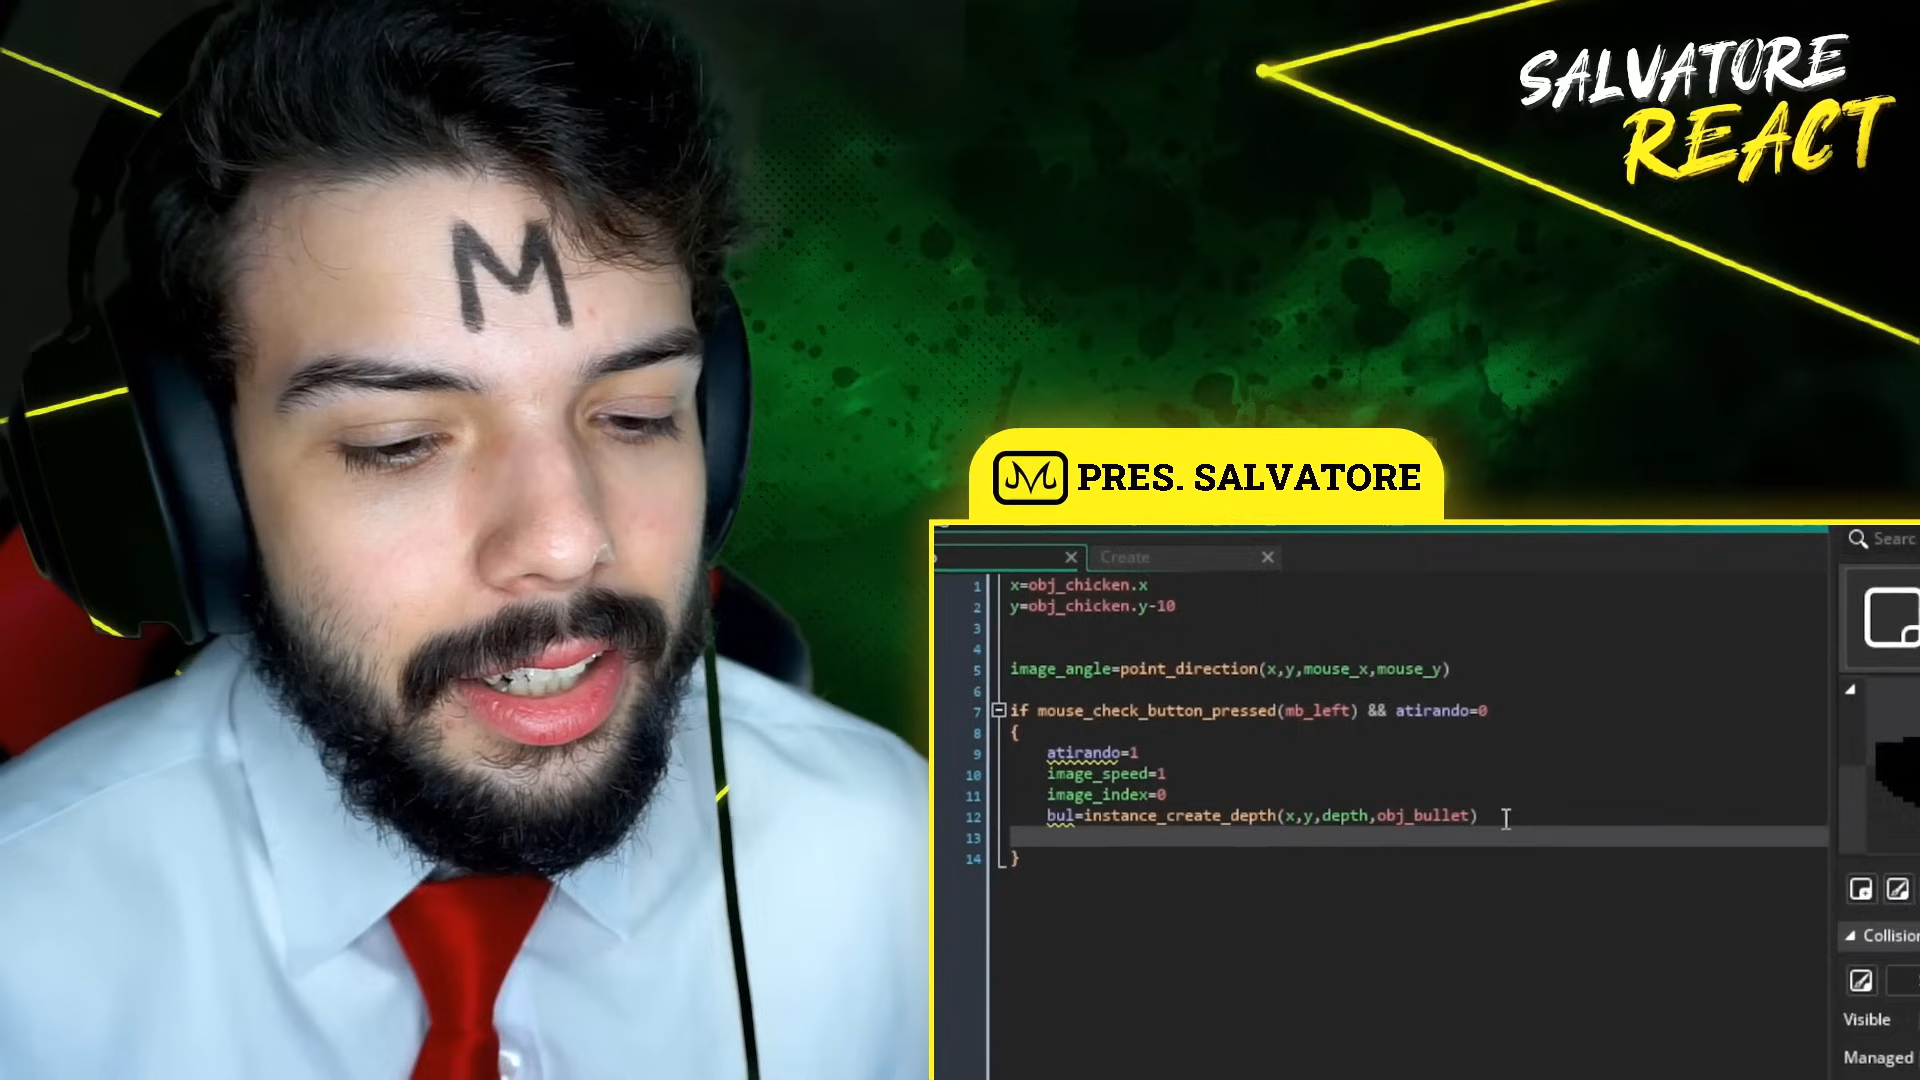 SALVATORE
REACT
M
PRES. SALVATORE
Create
Searc
1 x=obj_chicken.x
2 y=obj_chicken.y-10
3
4
5 image_angle=point_direction(x,y,mouse_x,mouse_y)
6
7 if mouse_check_button_pressed(mb_left) && atirando=0
8 {
9 atirando=1
10 image_speed=1
11 image_index=0
12 bul=instance_create_depth(x,y,depth,obj_bullet)
13
14 }
Collision
Visible
Managed